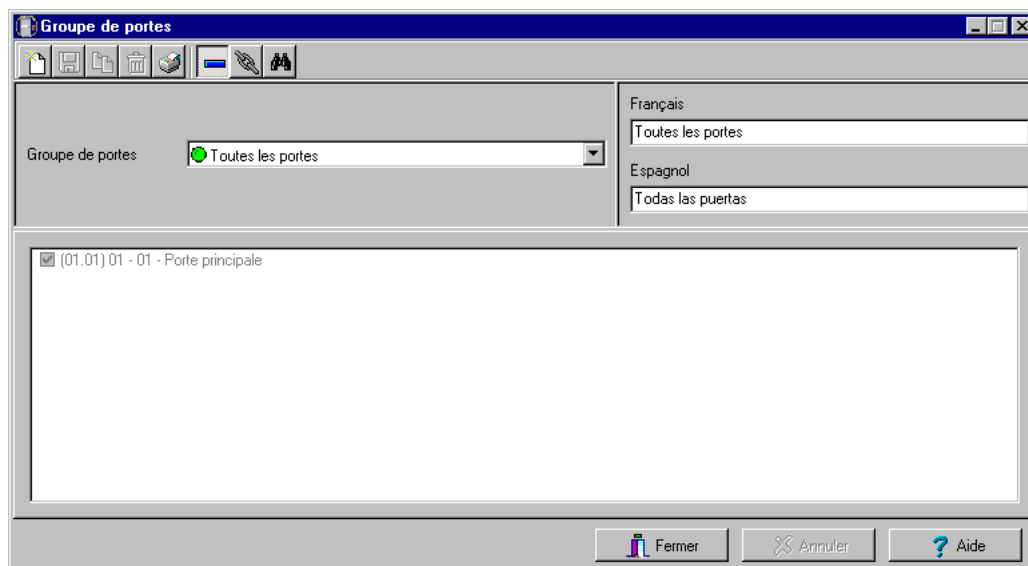 Groupe de portes
Français
Toutes les portes
Groupe de portes
Toutes les portes
Espagnol
Todas las puertas
(01.01) 01 - 01 - Porte principale
Fermer
Annuler
Aide